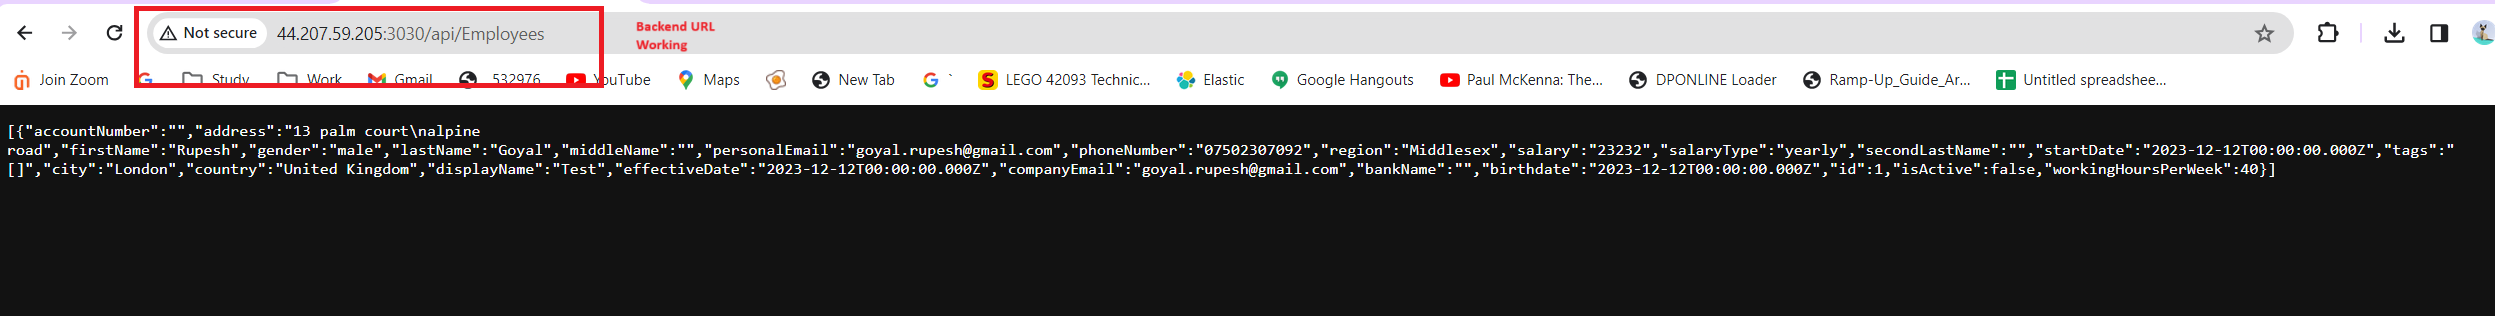 Not secure 44.207.59.205:3030/api/Employees
Backend URL
Working
Join Zoom Study Work Gmail 532976 YouTube Maps New Tab ` LEGO 42093 Technic... Elastic Google Hangouts Paul McKenna: The... DPONLINE Loader Ramp-Up_Guide_Ar... Untitled spreadshee...
[{"accountNumber":"","address":"13 palm court\nalpine
road","firstName":"Rupesh","gender":"male","lastName":"Goyal","middleName":"","personalEmail":"goyal.rupesh@gmail.com","phoneNumber":"07502307092","region":"Middlesex","salary":"23232","salaryType":"yearly","secondLastName":"","startDate":"2023-12-12T00:00:00.000Z","tags":"
[]","city":"London","country":"United Kingdom","displayName":"Test","effectiveDate":"2023-12-12T00:00:00.000Z","companyEmail":"goyal.rupesh@gmail.com","bankName":"","birthdate":"2023-12-12T00:00:00.000Z","id":1,"isActive":false,"workingHoursPerWeek":40}]